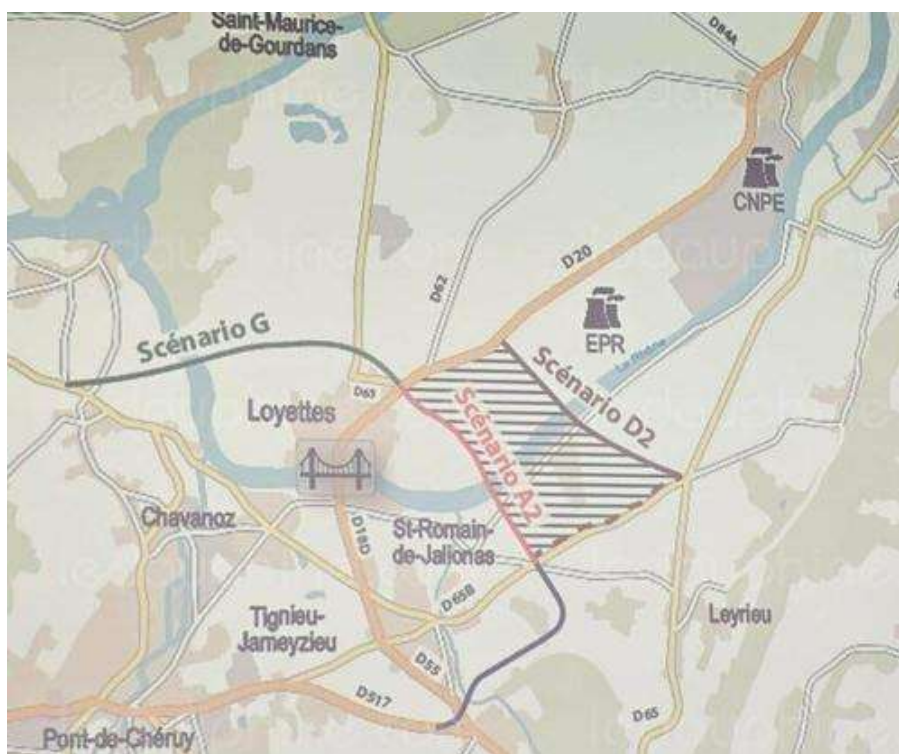 Saint-Maurice-
de-Gourdans
D84A
CNPE
D20
D62
EPR
Le Rhône
Scénario G
D65
Scénario D2
Loyettes
Scénario A2
Chavanoz
D18D
St-Romain-
de-Jalionas
D65B
Leyrieu
Tignieu-
Jameyzieu
D55
D517
D65
Pont-de-Chéruy